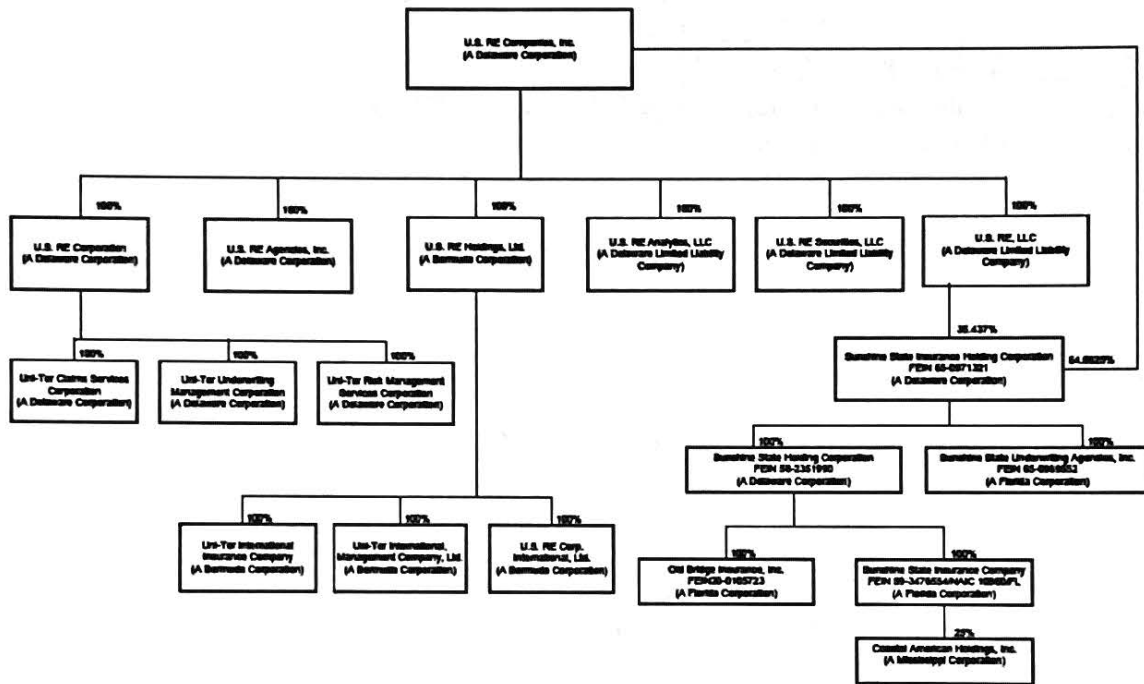 U.S. RE Companies, Inc.
(A Delaware Corporation)
100%
100%
100%
100%
100%
100%
U.S. RE Corporation
(A Delaware Corporation)
U.S. RE Agencies, Inc.
(A Delaware Corporation)
U.S. RE Holdings, Ltd.
(A Bermuda Corporation)
U.S. RE Analytics, LLC
(A Delaware Limited Liability
Company)
U.S. RE Securities, LLC
(A Delaware Limited Liability
Company)
U.S. RE, LLC
(A Delaware Limited Liability
Company)
100%
100%
100%
Uni-Ter Claims Services
Corporation
(A Delaware Corporation)
Uni-Ter Underwriting
Management Corporation
(A Delaware Corporation)
Uni-Ter Risk Management
Services Corporation
(A Delaware Corporation)
Sunshine State Insurance Holding Corporation
FEIN
(A Delaware Corporation)
100%
100%
Sunshine State Holding Corporation
FEIN
(A Delaware Corporation)
Sunshine State Underwriting Agencies, Inc.
FEIN
(A Florida Corporation)
100%
100%
100%
Uni-Ter International
Insurance Company
(A Bermuda Corporation)
Uni-Ter International,
Management Company, Ltd.
(A Bermuda Corporation)
U.S. RE Corp.
International, Ltd.
(A Bermuda Corporation)
100%
100%
Old Bridge Insurance, Inc.
(A Florida Corporation)
Sunshine State Insurance Company
FEIN
(A Florida Corporation)
25%
Coastal American Holdings, Inc.
(A Mississippi Corporation)